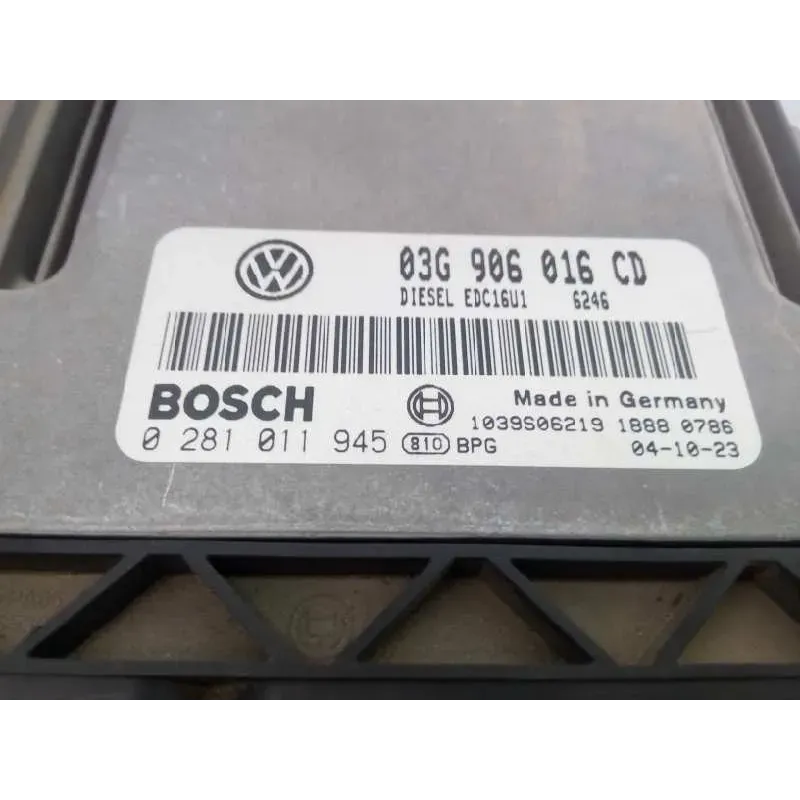 03G 906 016 CD
DIESEL EDC16U1 6246
BOSCH
Made in Germany
1039S06219 1888 0786
0 281 011 945 810 BPG
04-10-23